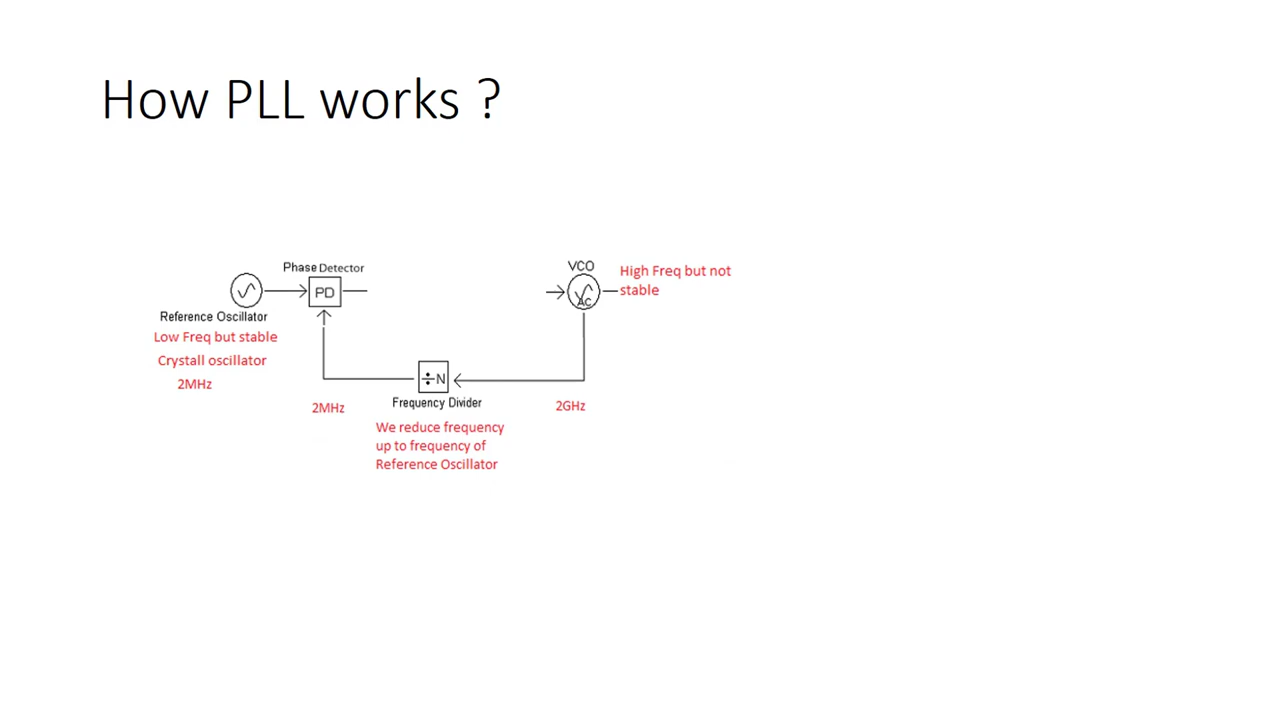 How PLL works ?
Phase Detector
VCO
High Freq but not
stable
PD
AC
Reference Oscillator
Low Freq but stable
Crystall oscillator
2MHz
÷N
Frequency Divider
2MHz
2GHz
We reduce frequency
up to frequency of
Reference Oscillator